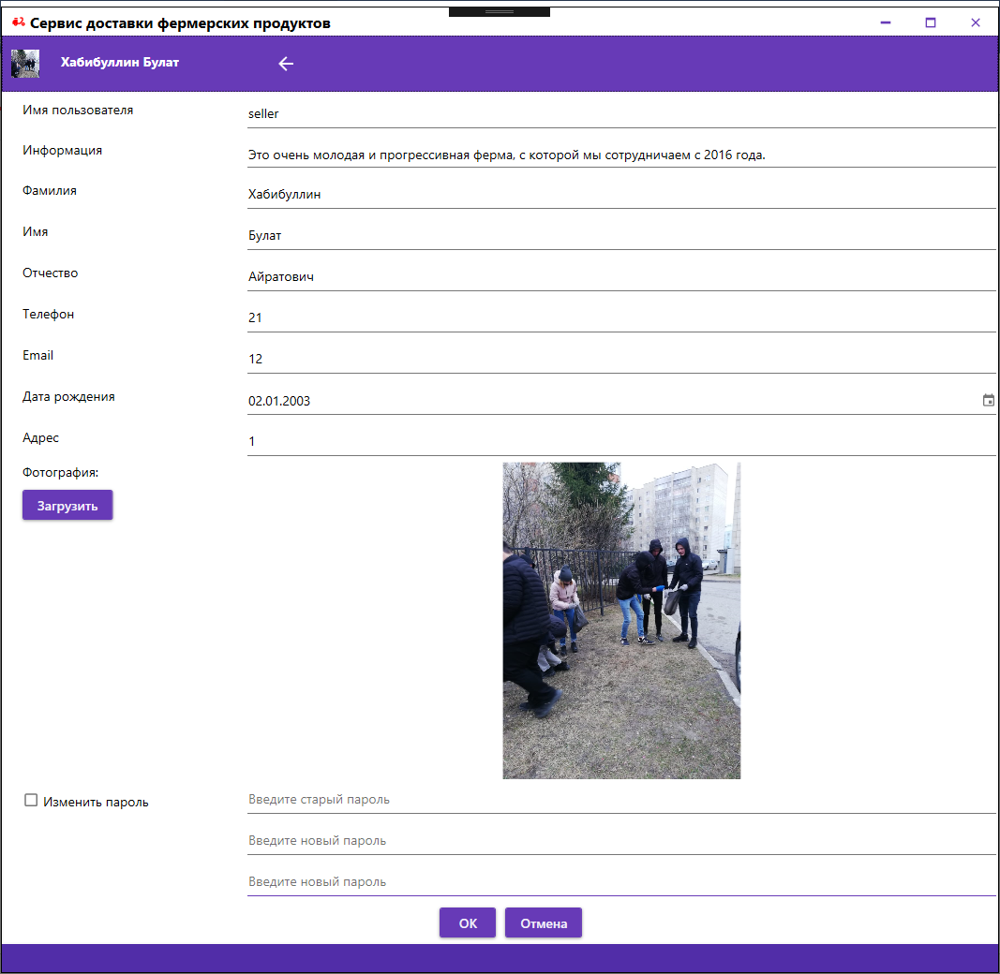 Сервис доставки фермерских продуктов
Хабибуллин Булат
Имя пользователя
seller
Информация
Это очень молодая и прогрессивная ферма, с которой мы сотрудничаем с 2016 года.
Фамилия
Хабибуллин
Имя
Булат
Отчество
Айратович
Телефон
21
Email
12
Дата рождения
02.01.2003
Адрес
1
Фотография:
Загрузить
Изменить пароль
Введите старый пароль
Введите новый пароль
Введите новый пароль
ОК
Отмена